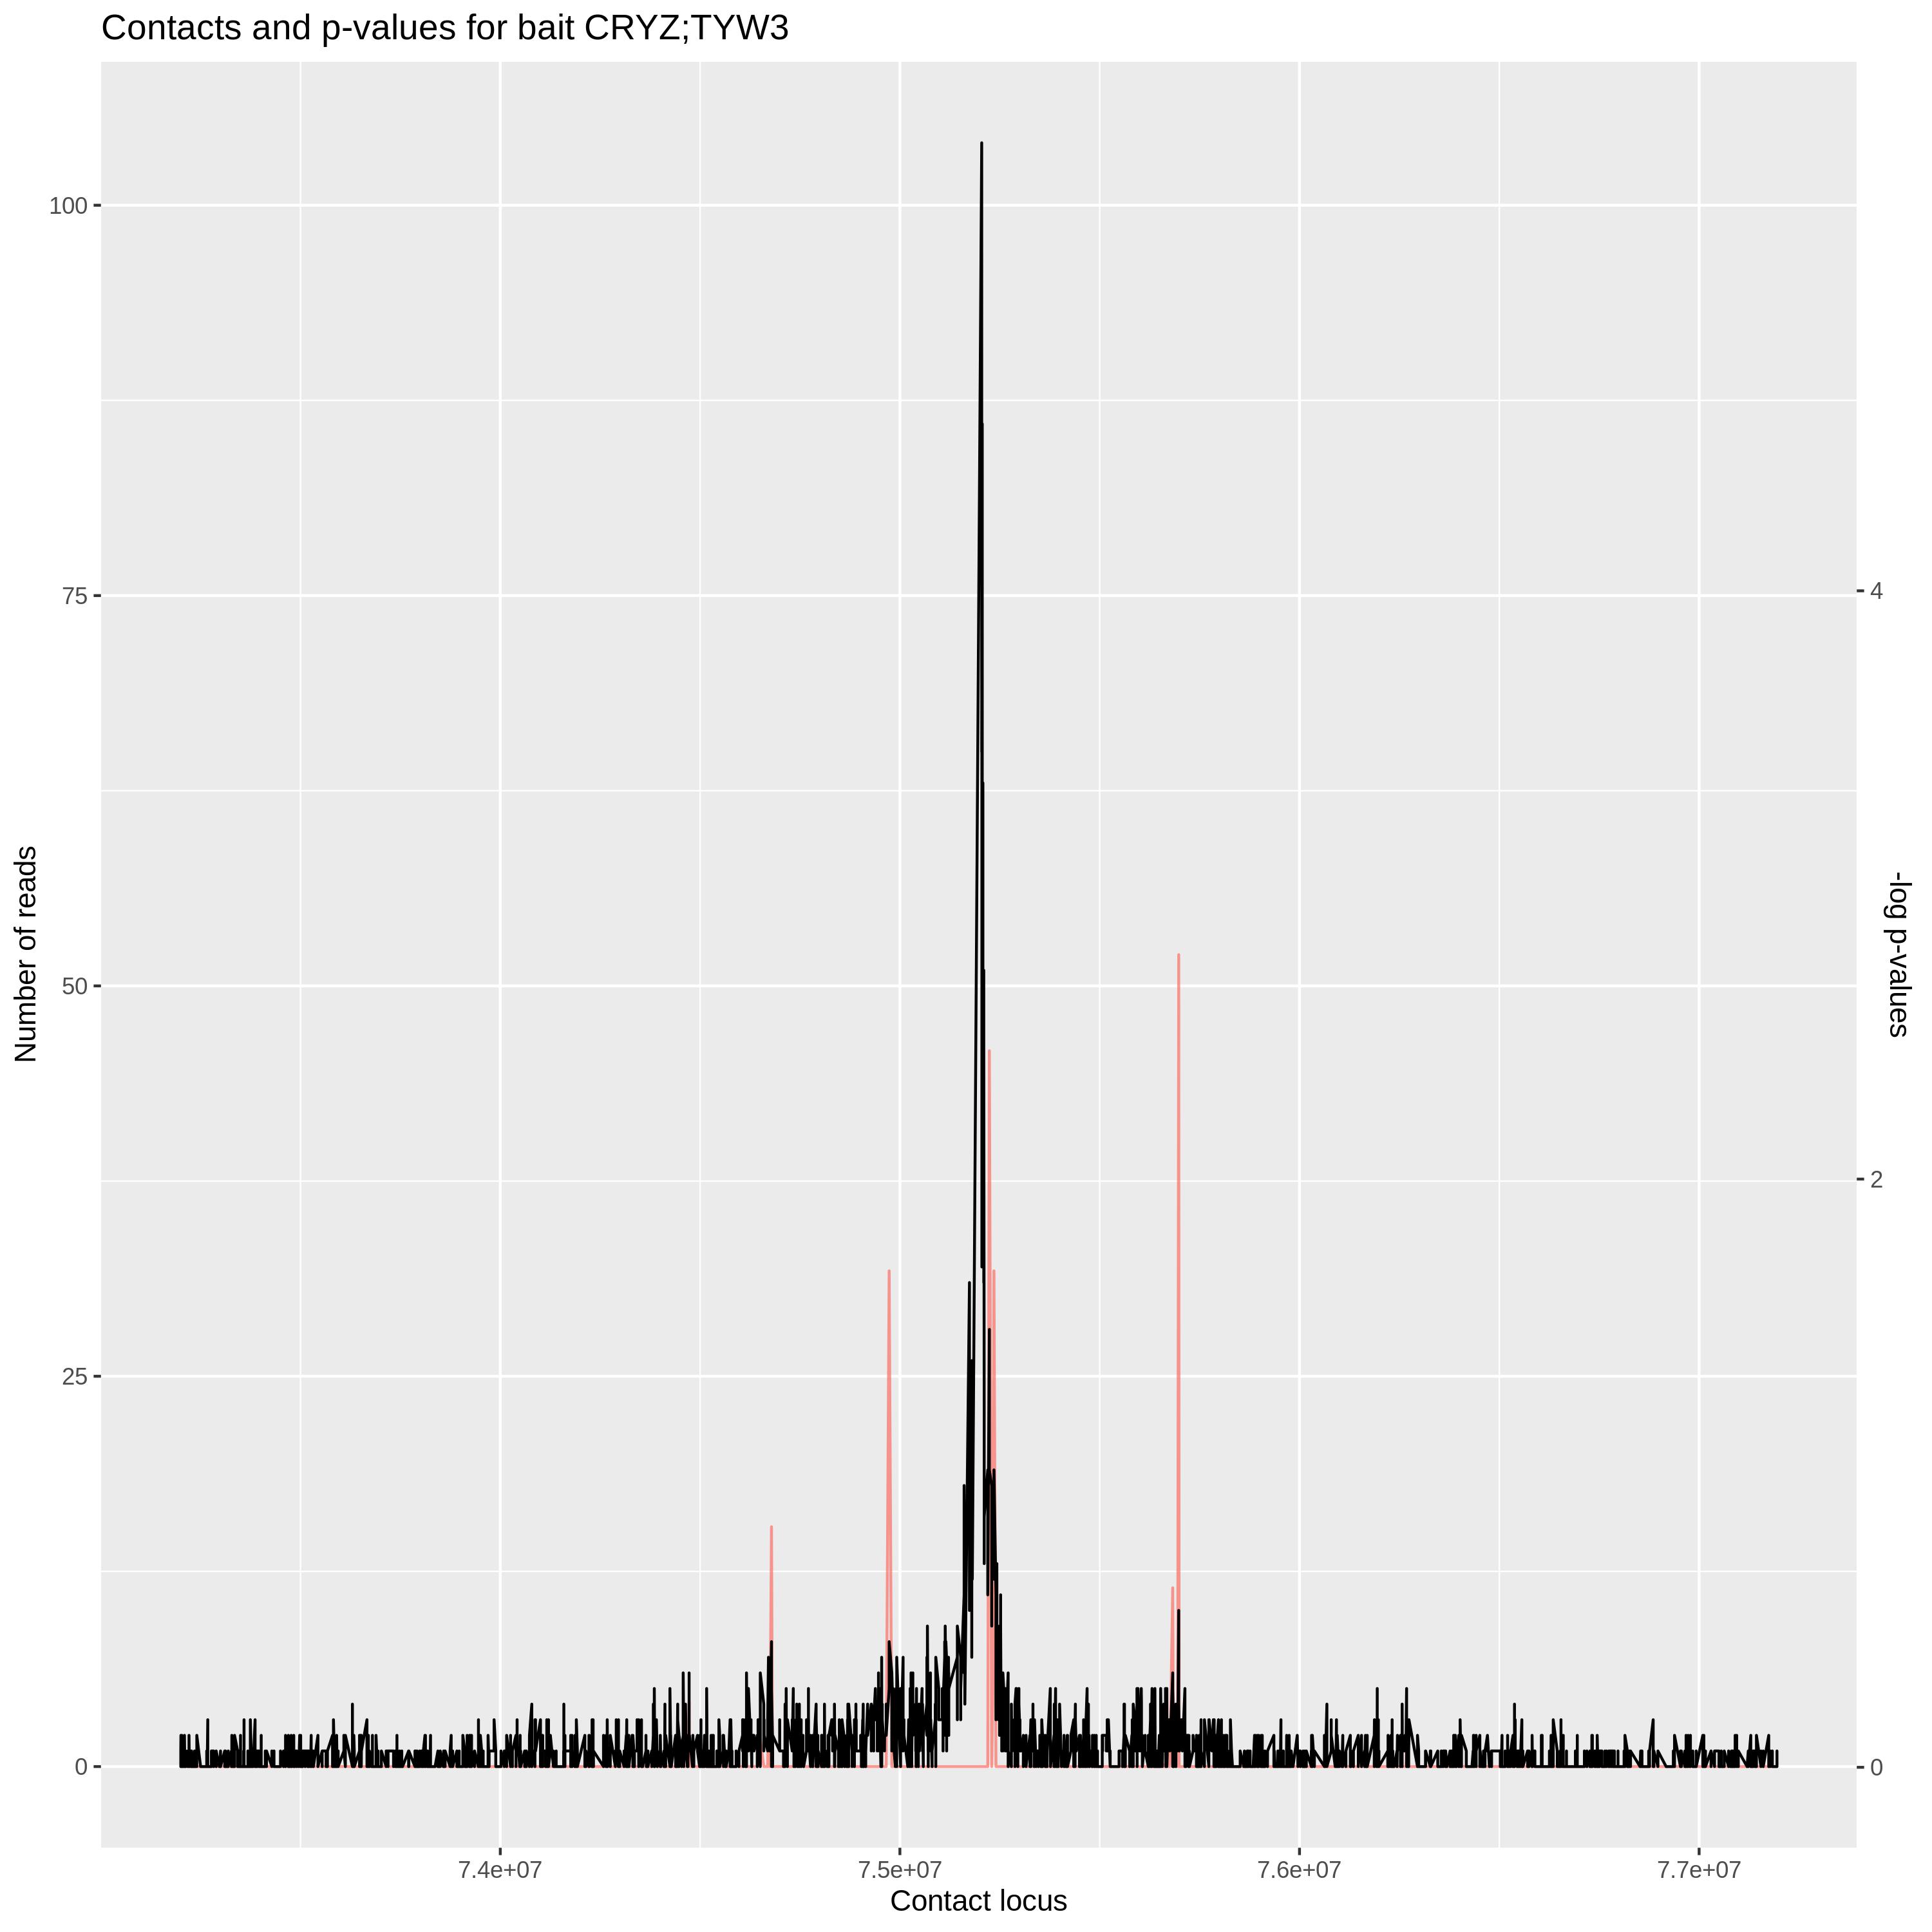 Contacts and p-values for bait CRYZ;TYW3
100
75
50
25
0
Number of reads
4
2
0
-log p-values
7.4e+07
7.5e+07
7.6e+07
7.7e+07
Contact locus